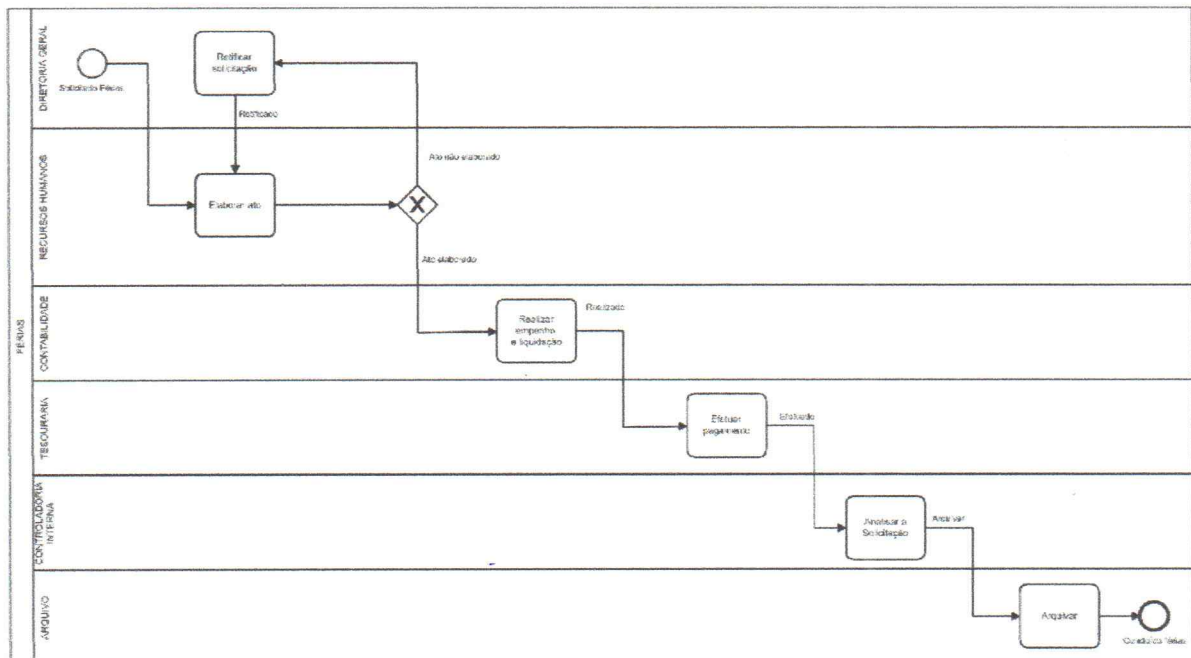 FÉRIAS
DIRETORIA GERAL
Solicitado Férias
Retificar
solicitação
Retificado
RECURSOS HUMANOS
Ato não elaborado
Elaborar ato
X
Ato elaborado
CONTABILIDADE
Realizar
empenho
e liquidação
Realizado
TESOURARIA
Efetuar
pagamento
Efetuado
CONTROLADORIA
INTERNA
Analisar a
Solicitação
Arquivar
ARQUIVO
Arquivar
Concluído férias